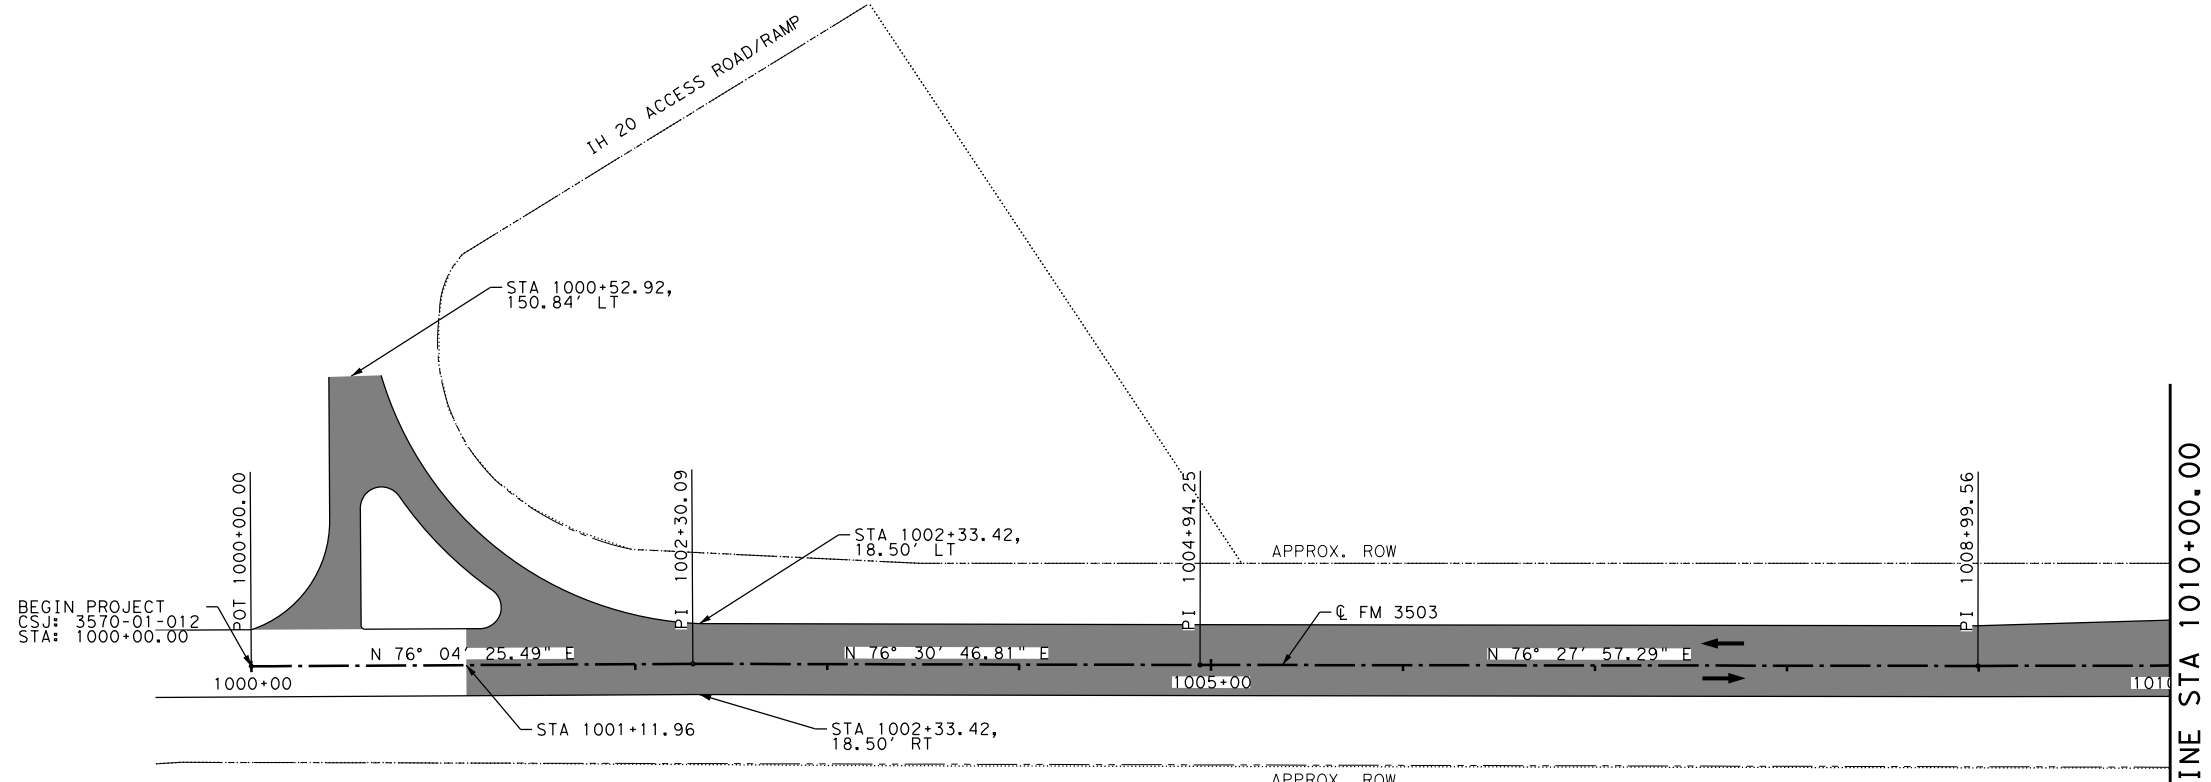 IH 20 ACCESS ROAD/RAMP
STA 1000+52.92,
150.84' LT
POT 1000+00.00
PI 1002+30.09
PI 1004+94.25
PI 1008+99.56
STA 1002+33.42,
18.50' LT
APPROX. ROW
BEGIN PROJECT
CSJ: 3570-01-012
STA: 1000+00.00
℄ FM 3503
N 76° 04' 25.49" E
N 76° 30' 46.81" E
N 76° 27' 57.29" E
1000+00
1005+00
1010
STA 1001+11.96
STA 1002+33.42,
18.50' RT
APPROX. ROW
INE STA 1010+00.00